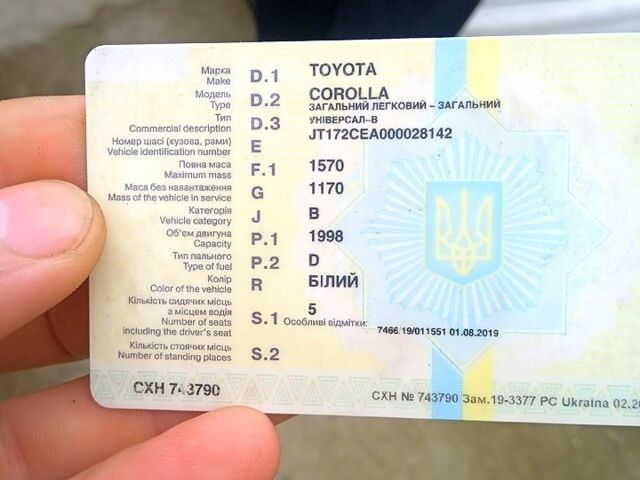 Марка D.1 TOYOTA
Make
Модель D.2 COROLLA
Type ЗАГАЛЬНИЙ ЛЕГКОВИЙ – ЗАГАЛЬНИЙ
Тип D.3 УНІВЕРСАЛ-В
Commercial description
Номер шасі (кузова, рами) E JT172CEA000028142
Vehicle identification number
Повна маса F.1 1570
Maximum mass
Маса без навантаження G 1170
Mass of the vehicle in service
Категорія J B
Vehicle category
Об'єм двигуна P.1 1998
Capacity
Тип пального P.2 D
Type of fuel
Колір R БІЛИЙ
Color of the vehicle
Кількість сидячих місць
з місцем водія S.1 5
Number of seats Особливі відмітки: 7466/19/011551 01.08.2019
including the driver's seat
Кількість стоячих місць S.2
Number of standing places
СХН 743790
СХН № 743790 Зам.19-3377 PC Ukraina 02.20